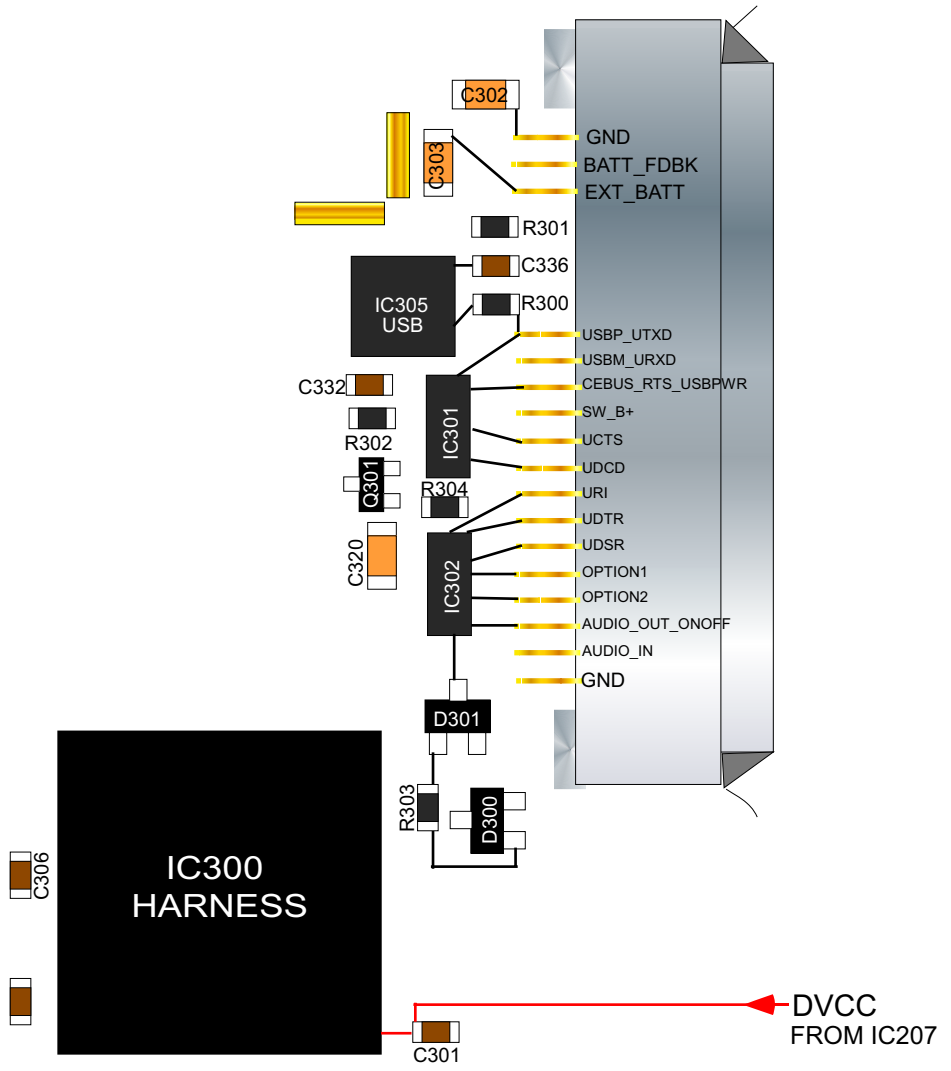 C302
GND
BATT_FDBK
C303
EXT_BATT
R301
C336
IC305
USB
R300
USBP_UTXD
USBM_URXD
C332
CEBUS_RTS_USBPWR
SW_B+
R302
IC301
UCTS
UDCD
Q301
R304
URI
UDTR
C320
UDSR
IC302
OPTION1
OPTION2
AUDIO_OUT_ONOFF
AUDIO_IN
GND
D301
R303
D300
C306
IC300
HARNESS
DVCC
FROM IC207
C301